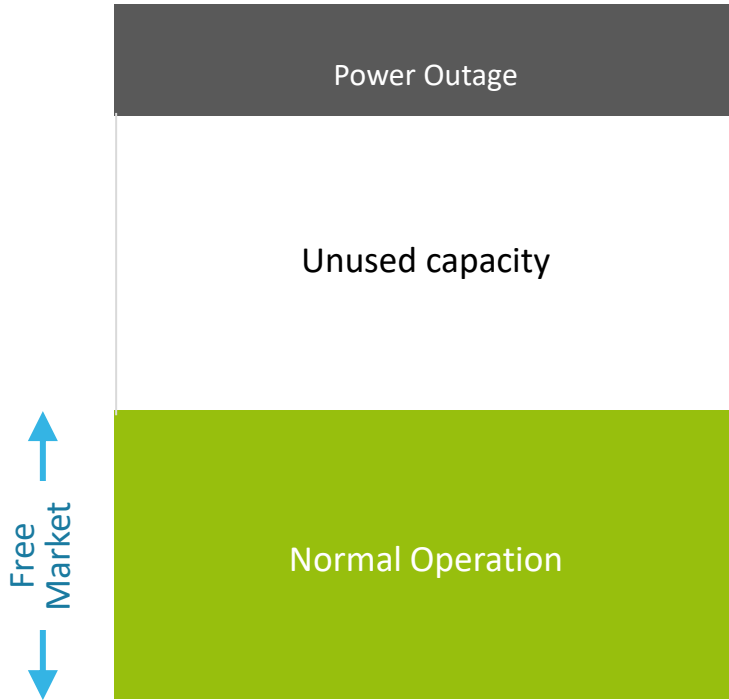 Power Outage
Unused capacity
Normal Operation
Free
Market